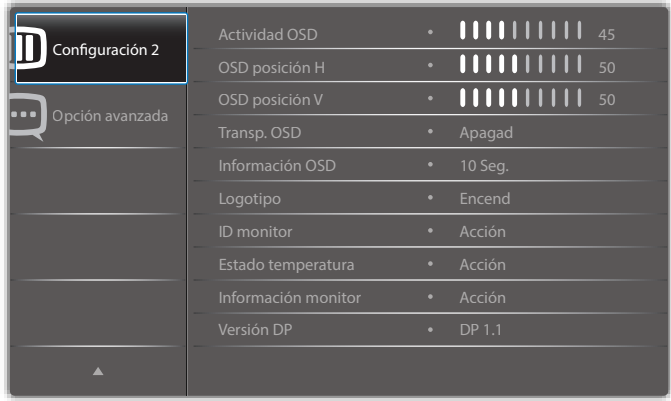 Configuración 2
Opción avanzada
Actividad OSD • 45
OSD posición H • 50
OSD posición V • 50
Transp. OSD • Apagad
Información OSD • 10 Seg.
Logotipo • Encend
ID monitor • Acción
Estado temperatura • Acción
Información monitor • Acción
Versión DP • DP 1.1